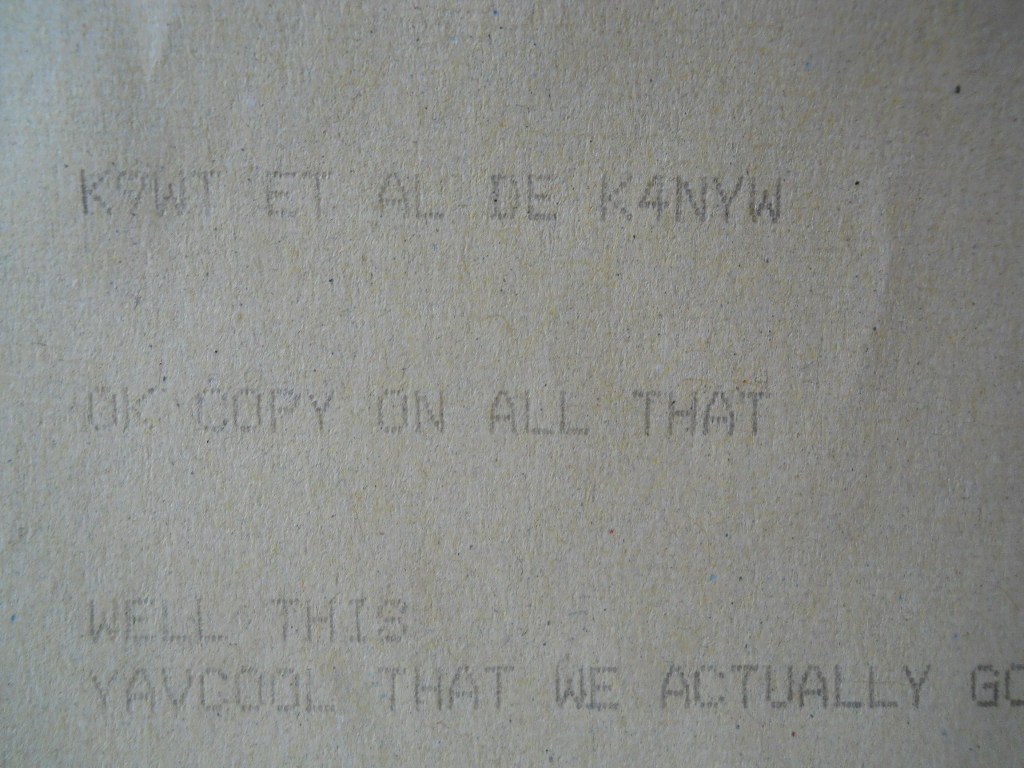 K9WT ET AL DE K4NYW
OK COPY ON ALL THAT
WELL THIS
YAVCOOL THAT WE ACTUALLY GO